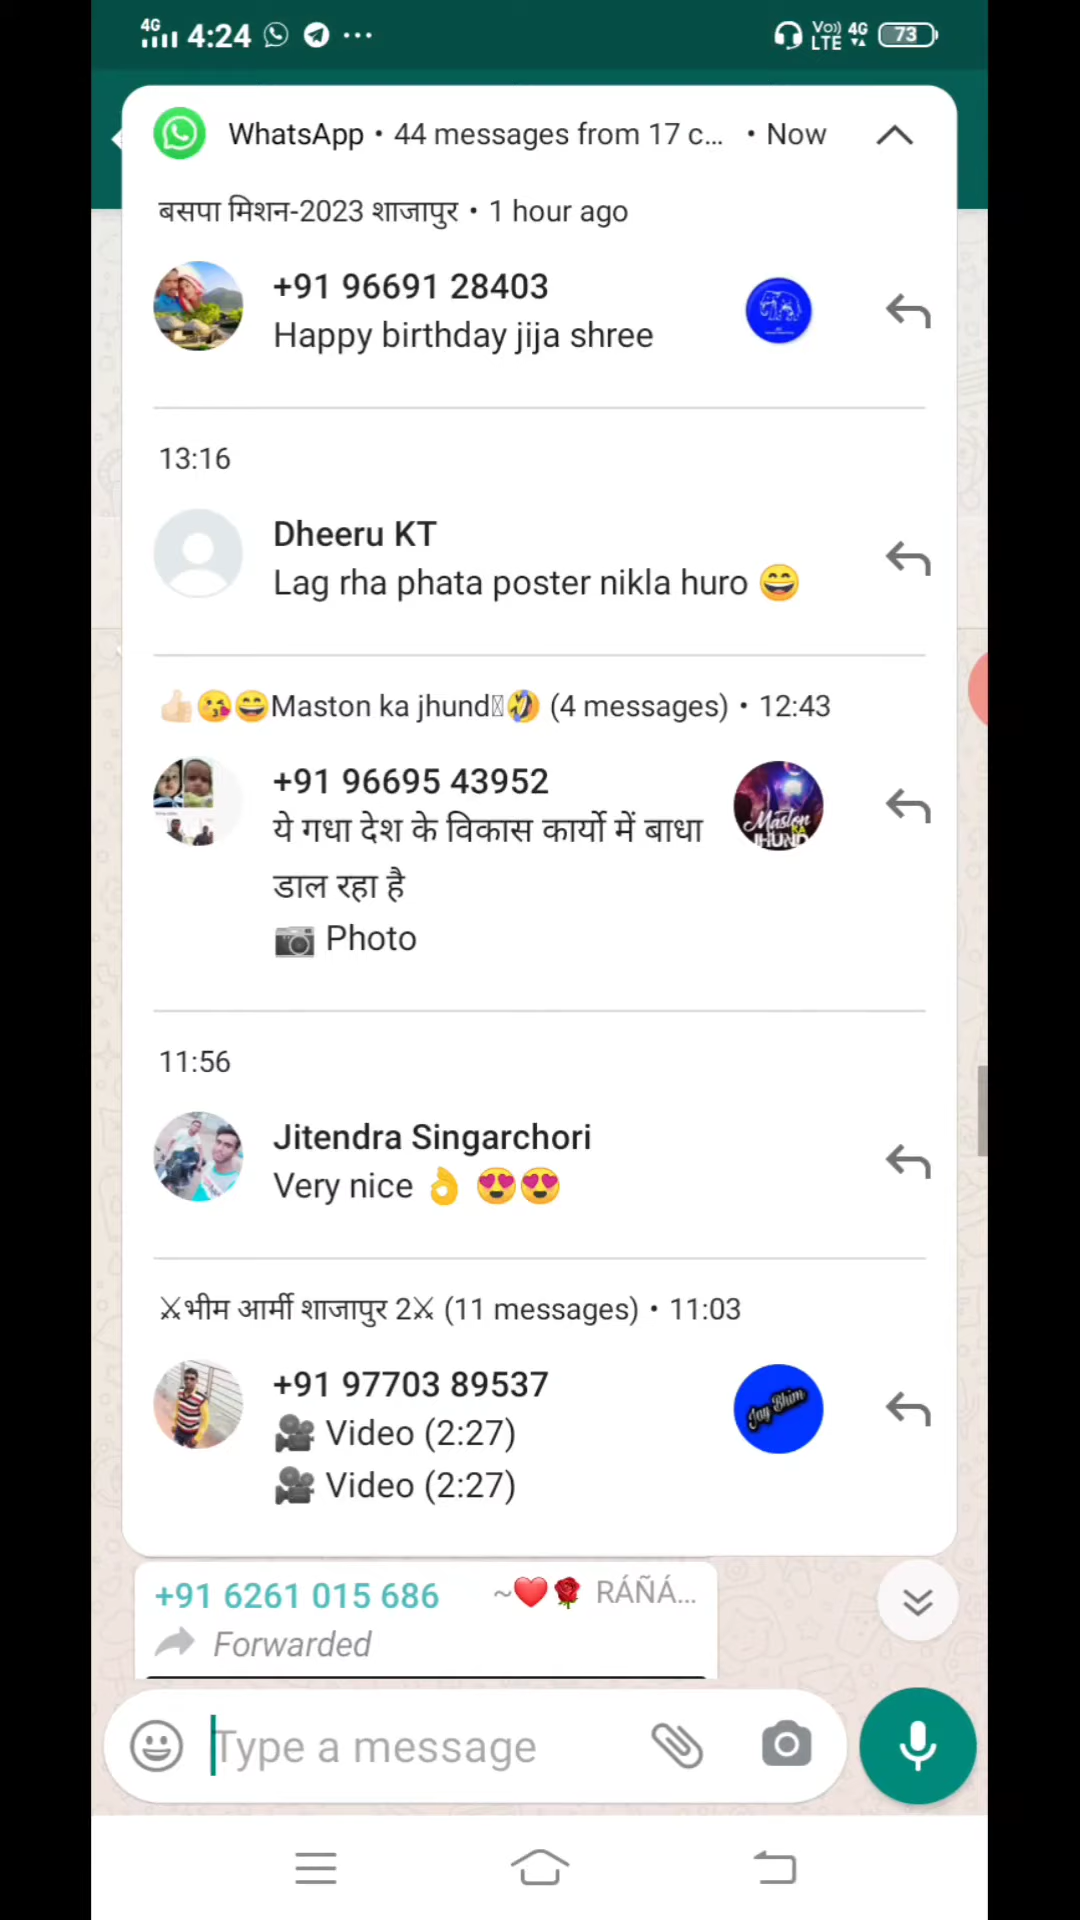 4G 4:24 Vo)) LTE 4G 73
WhatsApp • 44 messages from 17 c... • Now
बसपा मिशन-2023 शाजापुर • 1 hour ago
+91 96691 28403
Happy birthday jija shree
13:16
Dheeru KT
Lag rha phata poster nikla huro 😄
👍🏻😘😄Maston ka jhund🤣 (4 messages) • 12:43
+91 96695 43952
ये गधा देश के विकास कार्यो में बाधा
डाल रहा है
📷 Photo
Maston
KA
JHUND
11:56
Jitendra Singarchori
Very nice 👌 😍😍
⚔भीम आर्मी शाजापुर 2⚔ (11 messages) • 11:03
+91 97703 89537
🎥 Video (2:27)
🎥 Video (2:27)
Jay Bhim
+91 6261 015 686 ~❤🌹 RÁÑÁ...
Forwarded
Type a message